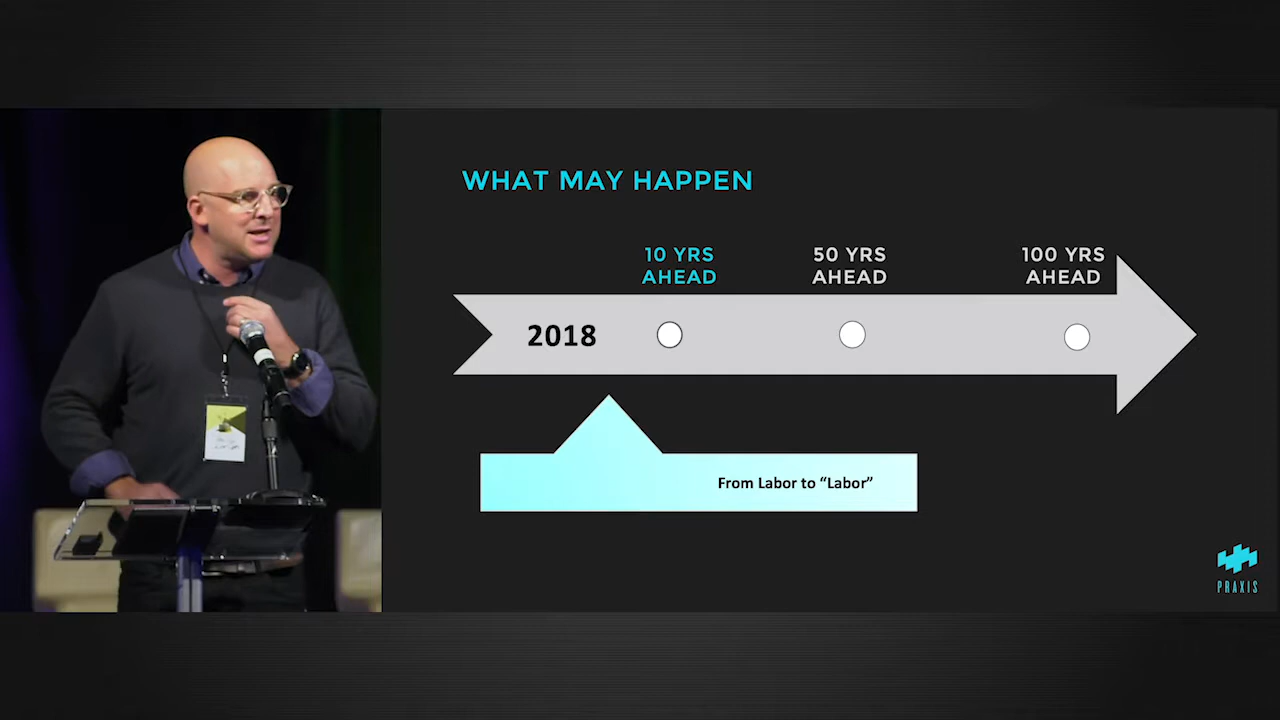 WHAT MAY HAPPEN
10 YRS
AHEAD
50 YRS
AHEAD
100 YRS
AHEAD
2018
From Labor to “Labor”
PRAXIS